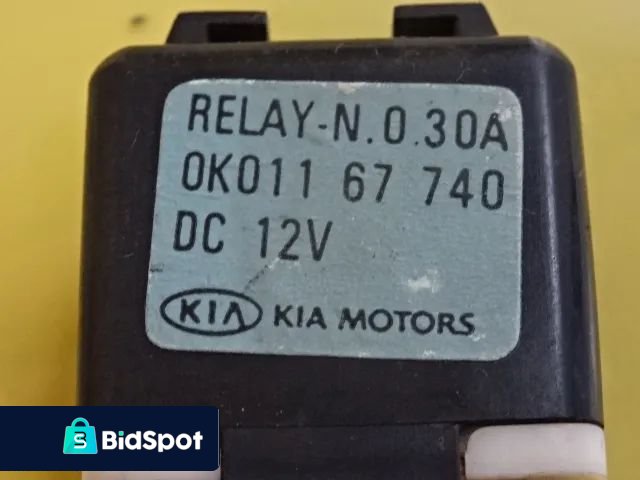 RELAY-N.O.30A
0K011 67 740
DC 12V
KIA KIA MOTORS
BidSpot